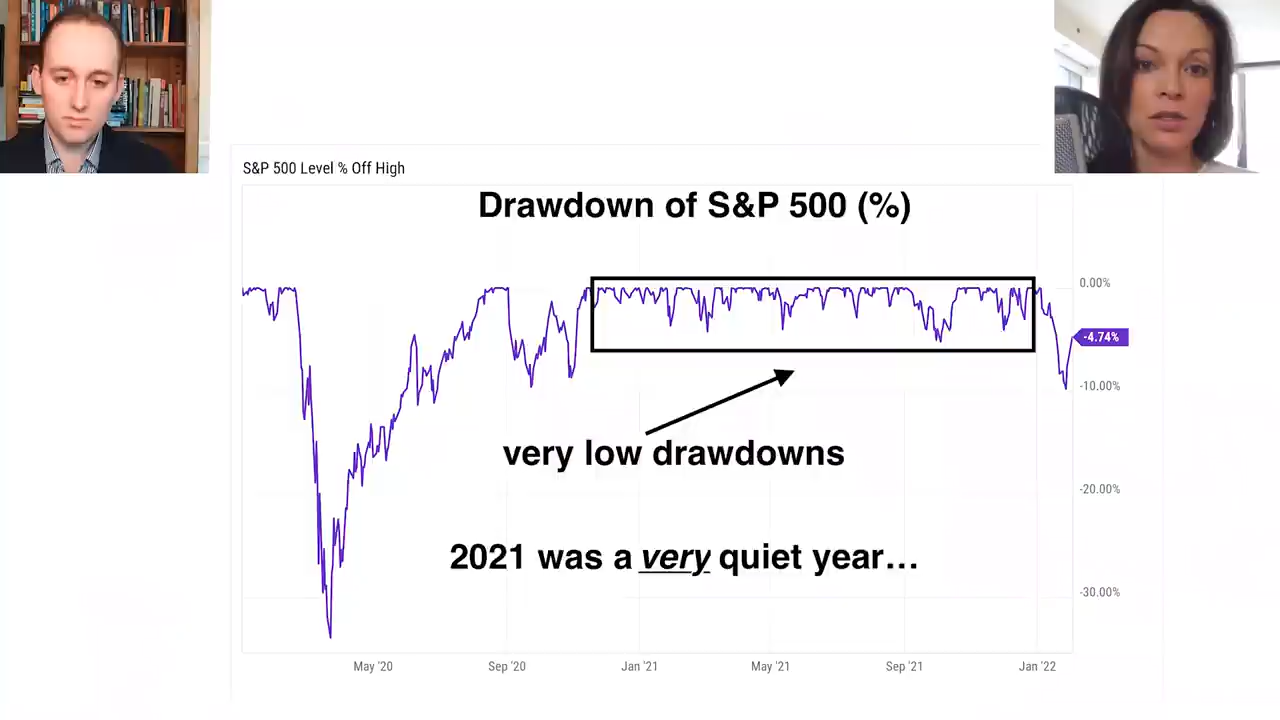 S&P 500 Level % Off High
Drawdown of S&P 500 (%)
0.00%
-4.74%
-10.00%
very low drawdowns
-20.00%
2021 was a very quiet year…
-30.00%
May '20
Sep '20
Jan '21
May '21
Sep '21
Jan '22